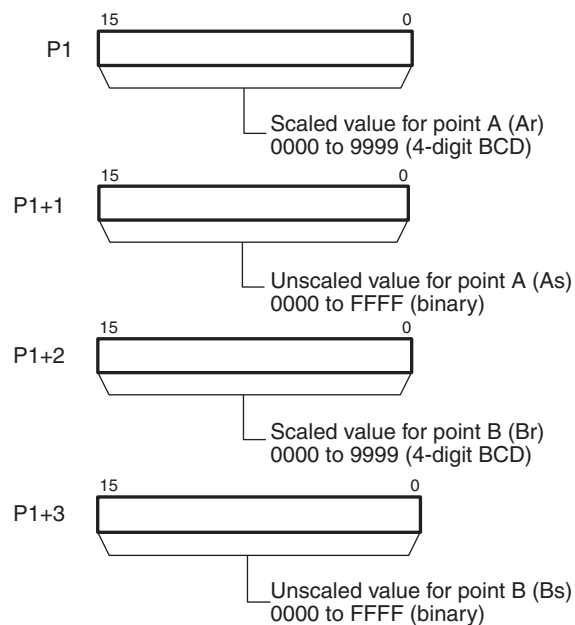 15 0
P1
Scaled value for point A (Ar)
0000 to 9999 (4-digit BCD)
15 0
P1+1
Unscaled value for point A (As)
0000 to FFFF (binary)
15 0
P1+2
Scaled value for point B (Br)
0000 to 9999 (4-digit BCD)
15 0
P1+3
Unscaled value for point B (Bs)
0000 to FFFF (binary)